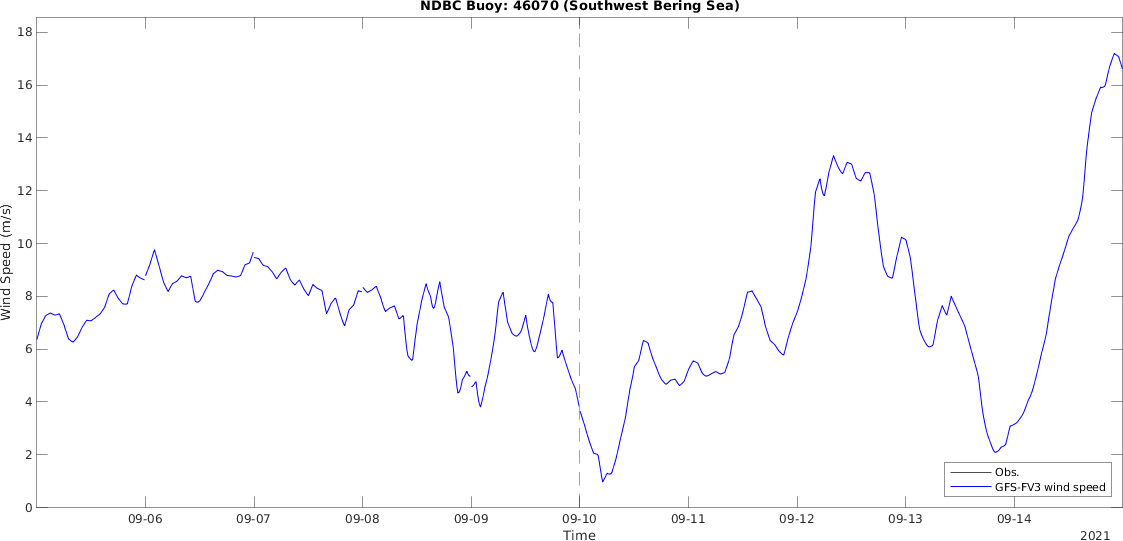 NDBC Buoy: 46070 (Southwest Bering Sea)
18
16
14
12
10
8
6
4
2
0
Wind Speed (m/s)
09-06 09-07 09-08 09-09 09-10 09-11 09-12 09-13 09-14
Time
2021
Obs.
GFS-FV3 wind speed